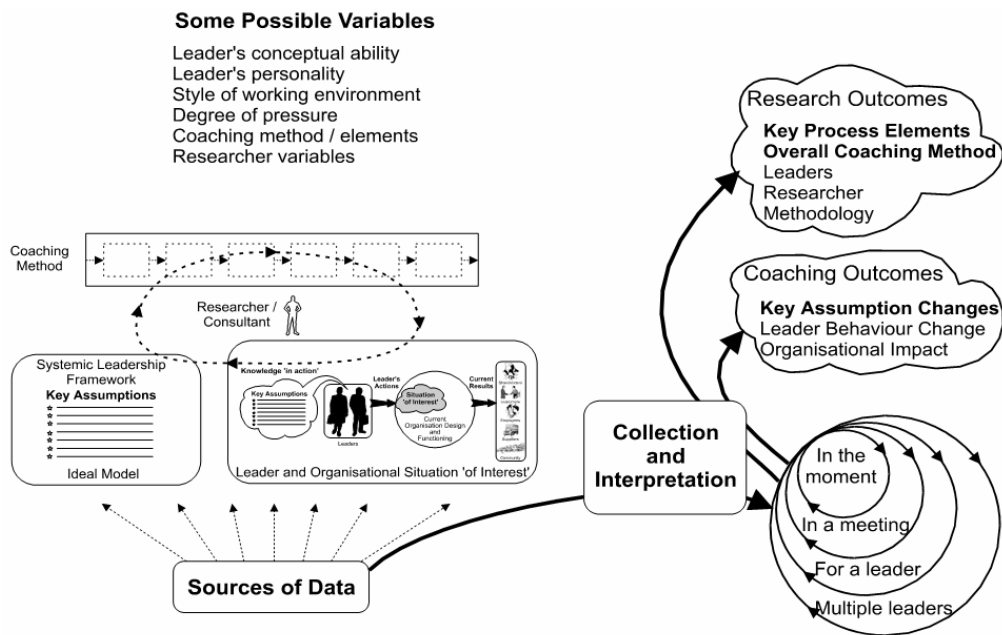 Some Possible Variables
Leader's conceptual ability
Leader's personality
Style of working environment
Degree of pressure
Coaching method / elements
Researcher variables
Research Outcomes
Key Process Elements
Overall Coaching Method
Leaders
Researcher
Methodology
Coaching
Method
Researcher /
Consultant
Coaching Outcomes
Key Assumption Changes
Leader Behaviour Change
Organisational Impact
Systemic Leadership
Framework
Key Assumptions
Ideal Model
Knowledge 'in action'
Key Assumptions
Leaders
Leader's
Actions
Situation
'of Interest'
Current
Organisation Design
and
Functioning
Current
Results
Suppliers
Community
Leader and Organisational Situation 'of Interest'
Collection
and
Interpretation
In the
moment
In a meeting
For a leader
Multiple leaders
Sources of Data